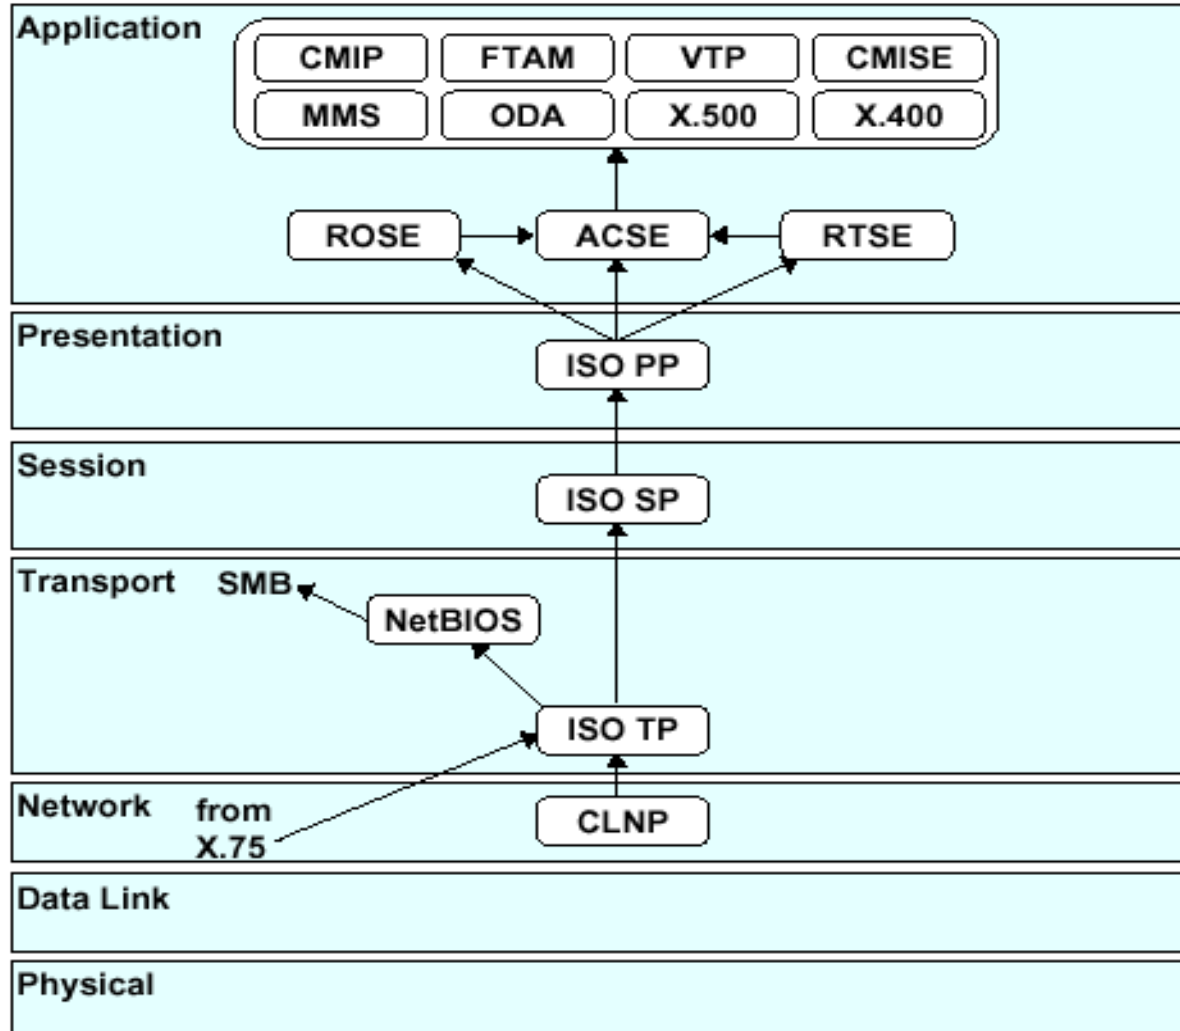 Application
CMIP FTAM VTP CMISE
MMS ODA X.500 X.400
ROSE ACSE RTSE
Presentation
ISO PP
Session
ISO SP
Transport SMB
NetBIOS
ISO TP
Network from
X.75
CLNP
Data Link
Physical